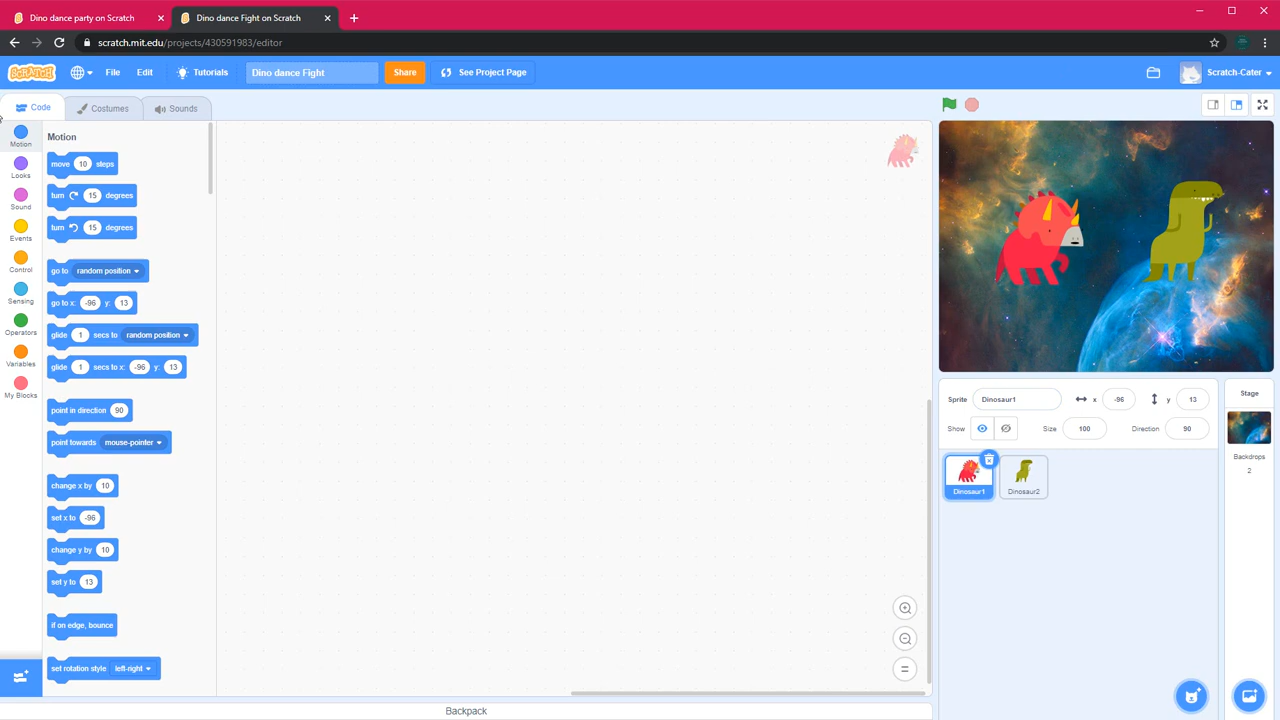 Dino dance party on Scratch
Dino dance Fight on Scratch
scratch.mit.edu/projects/430591983/editor
SCRATCH
File
Edit
Tutorials
Dino dance Fight
Share
See Project Page
Scratch-Cater
Code
Costumes
Sounds
Motion
Looks
Sound
Events
Control
Sensing
Operators
Variables
My Blocks
Motion
move 10 steps
turn 15 degrees
turn 15 degrees
go to random position
go to x: -96 y: 13
glide 1 secs to random position
glide 1 secs to x: -96 y: 13
point in direction 90
point towards mouse-pointer
change x by 10
set x to -96
change y by 10
set y to 13
if on edge, bounce
set rotation style left-right
Backpack
Sprite Dinosaur1 x -96 y 13
Show Size 100 Direction 90
Dinosaur1
Dinosaur2
Stage
Backdrops
2